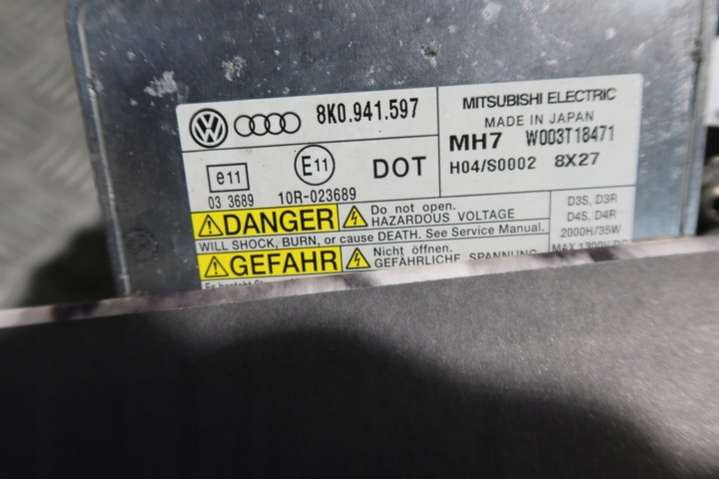 8K0.941.597
MITSUBISHI ELECTRIC
MADE IN JAPAN
MH7 W003T18471
H04/S0002 8X27
e11 E11 DOT
03 3689 10R-023689
DANGER Do not open.
HAZARDOUS VOLTAGE
WILL SHOCK, BURN, or cause DEATH. See Service Manual.
GEFAHR Nicht öffnen.
GEFÄHRLICHE SPANNUNG
D3S, D3R
D4S, D4R
2000H/35W